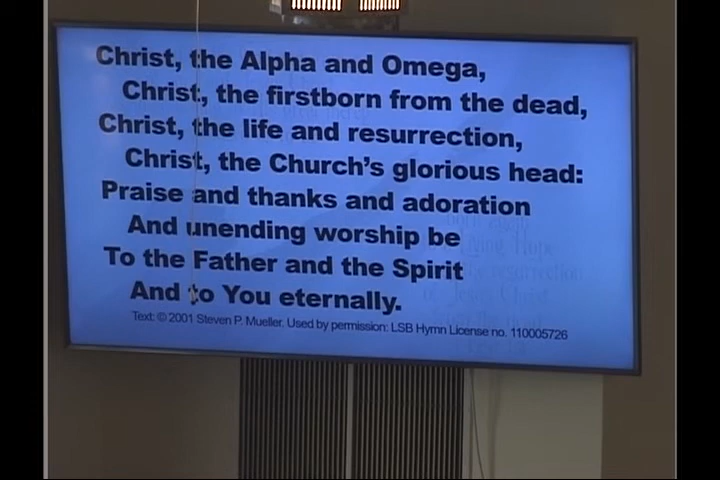 Christ, the Alpha and Omega,
Christ, the firstborn from the dead,
Christ, the life and resurrection,
Christ, the Church's glorious head:
Praise and thanks and adoration
And unending worship be
To the Father and the Spirit
And to You eternally.
Text: © 2001 Steven P. Mueller. Used by permission: LSB Hymn License no. 110005726